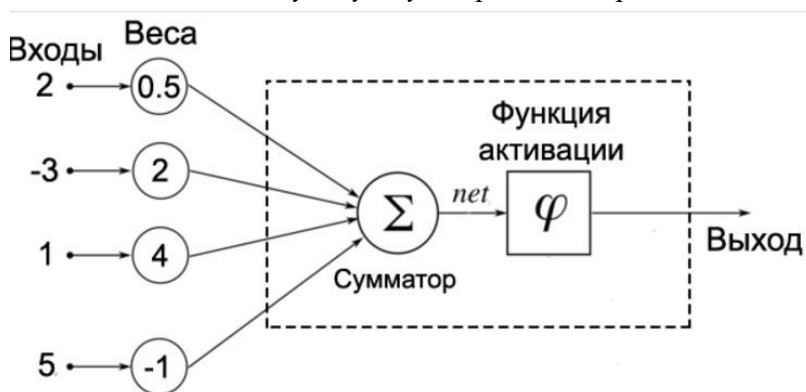 Входы
Веса
2
0.5
-3
2
1
4
5
-1
Σ
Сумматор
net
Функция
активации
φ
Выход